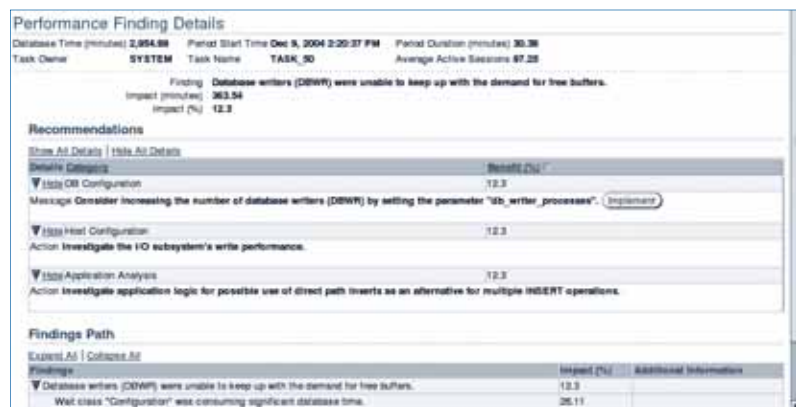 Performance Finding Details
Database Time (minutes) 2,954.69 Period Start Time Dec 9, 2004 2:20:37 PM Period Duration (minutes) 30.36
Task Owner SYSTEM Task Name TASK_50 Average Active Sessions 97.25
Finding Database writers (DBWR) were unable to keep up with the demand for free buffers.
Impact (minutes) 363.54
Impact (%) 12.3
Recommendations
Show All Details | Hide All Details
Details Category Benefit (%)
Hide DB Configuration 12.3
Message Consider increasing the number of database writers (DBWR) by setting the parameter "db_writer_processes". Implement
Hide Host Configuration 12.3
Action Investigate the I/O subsystem's write performance.
Hide Application Analysis 12.3
Action Investigate application logic for possible use of direct path inserts as an alternative for multiple INSERT operations.
Findings Path
Expand All | Collapse All
Findings Impact (%) Additional Information
Database writers (DBWR) were unable to keep up with the demand for free buffers. 12.3
Wait class "Configuration" was consuming significant database time. 26.11